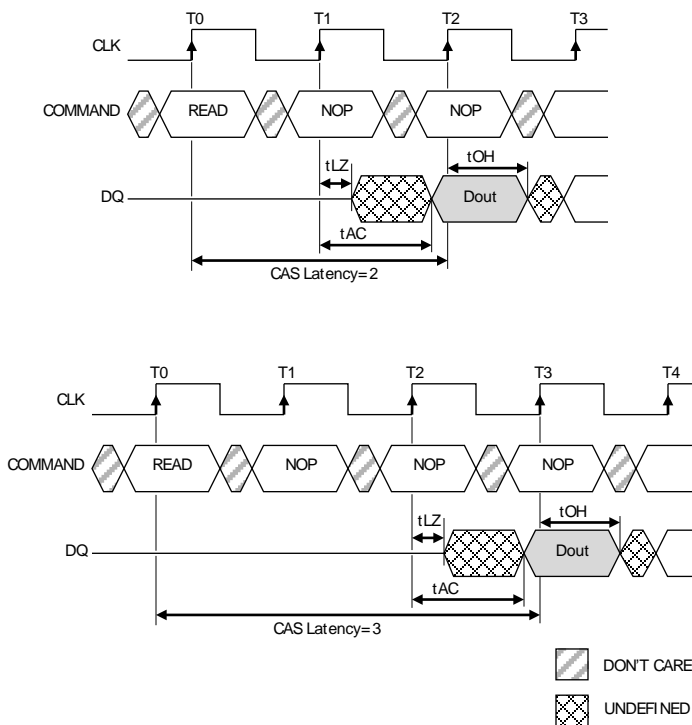 T0 T1 T2 T3
CLK
COMMAND READ NOP NOP
tLZ tOH
DQ Dout
tAC
CAS Latency=2
T0 T1 T2 T3 T4
CLK
COMMAND READ NOP NOP NOP
tLZ tOH
DQ Dout
tAC
CAS Latency=3
DON'T CARE
UNDEFINED